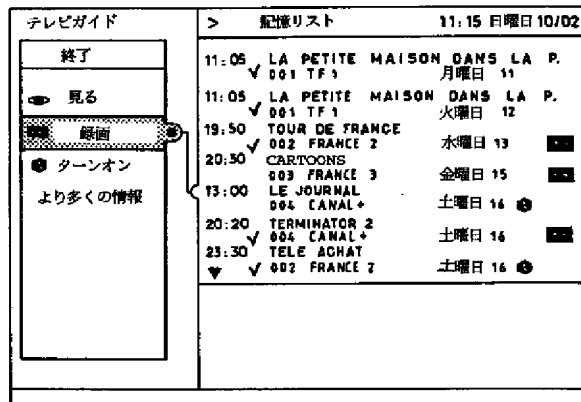 テレビガイド
> 記憶リスト 11:15 日曜日 10/02
終了
見る
録画
ターンオン
より多くの情報
11:05 LA PETITE MAISON DANS LA P.
001 TF1 月曜日 11
11:05 LA PETITE MAISON DANS LA P.
001 TF1 火曜日 12
19:50 TOUR DE FRANCE
002 FRANCE 2 水曜日 13
20:30 CARTOONS
003 FRANCE 3 金曜日 15
13:00 LE JOURNAL
004 CANAL+ 土曜日 16
20:20 TERMINATOR 2
004 CANAL+ 土曜日 16
23:30 TELE ACHAT
002 FRANCE 2 土曜日 16